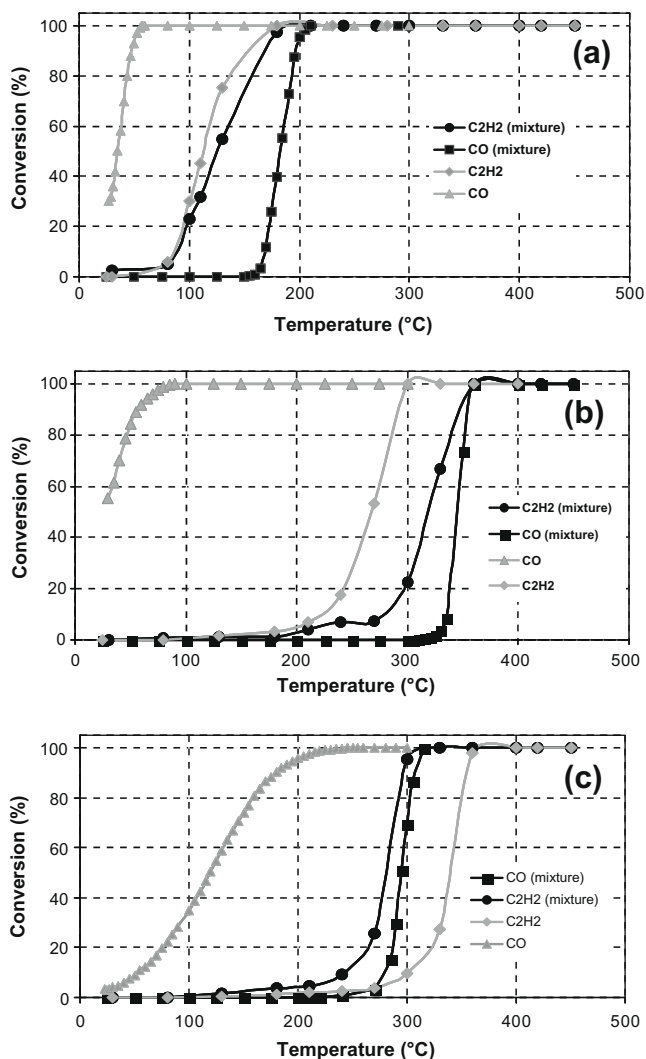 100
(a)
80
60
C2H2 (mixture)
CO (mixture)
40
C2H2
CO
20
0
0 100 200 300 400 500
Conversion (%)
Temperature (°C)
100
(b)
80
60
C2H2 (mixture)
40
CO (mixture)
CO
20
C2H2
0
0 100 200 300 400 500
Conversion (%)
Temperature (°C)
100
(c)
80
60
CO (mixture)
40
C2H2 (mixture)
C2H2
20
CO
0
0 100 200 300 400 500
Conversion (%)
Temperature (°C)